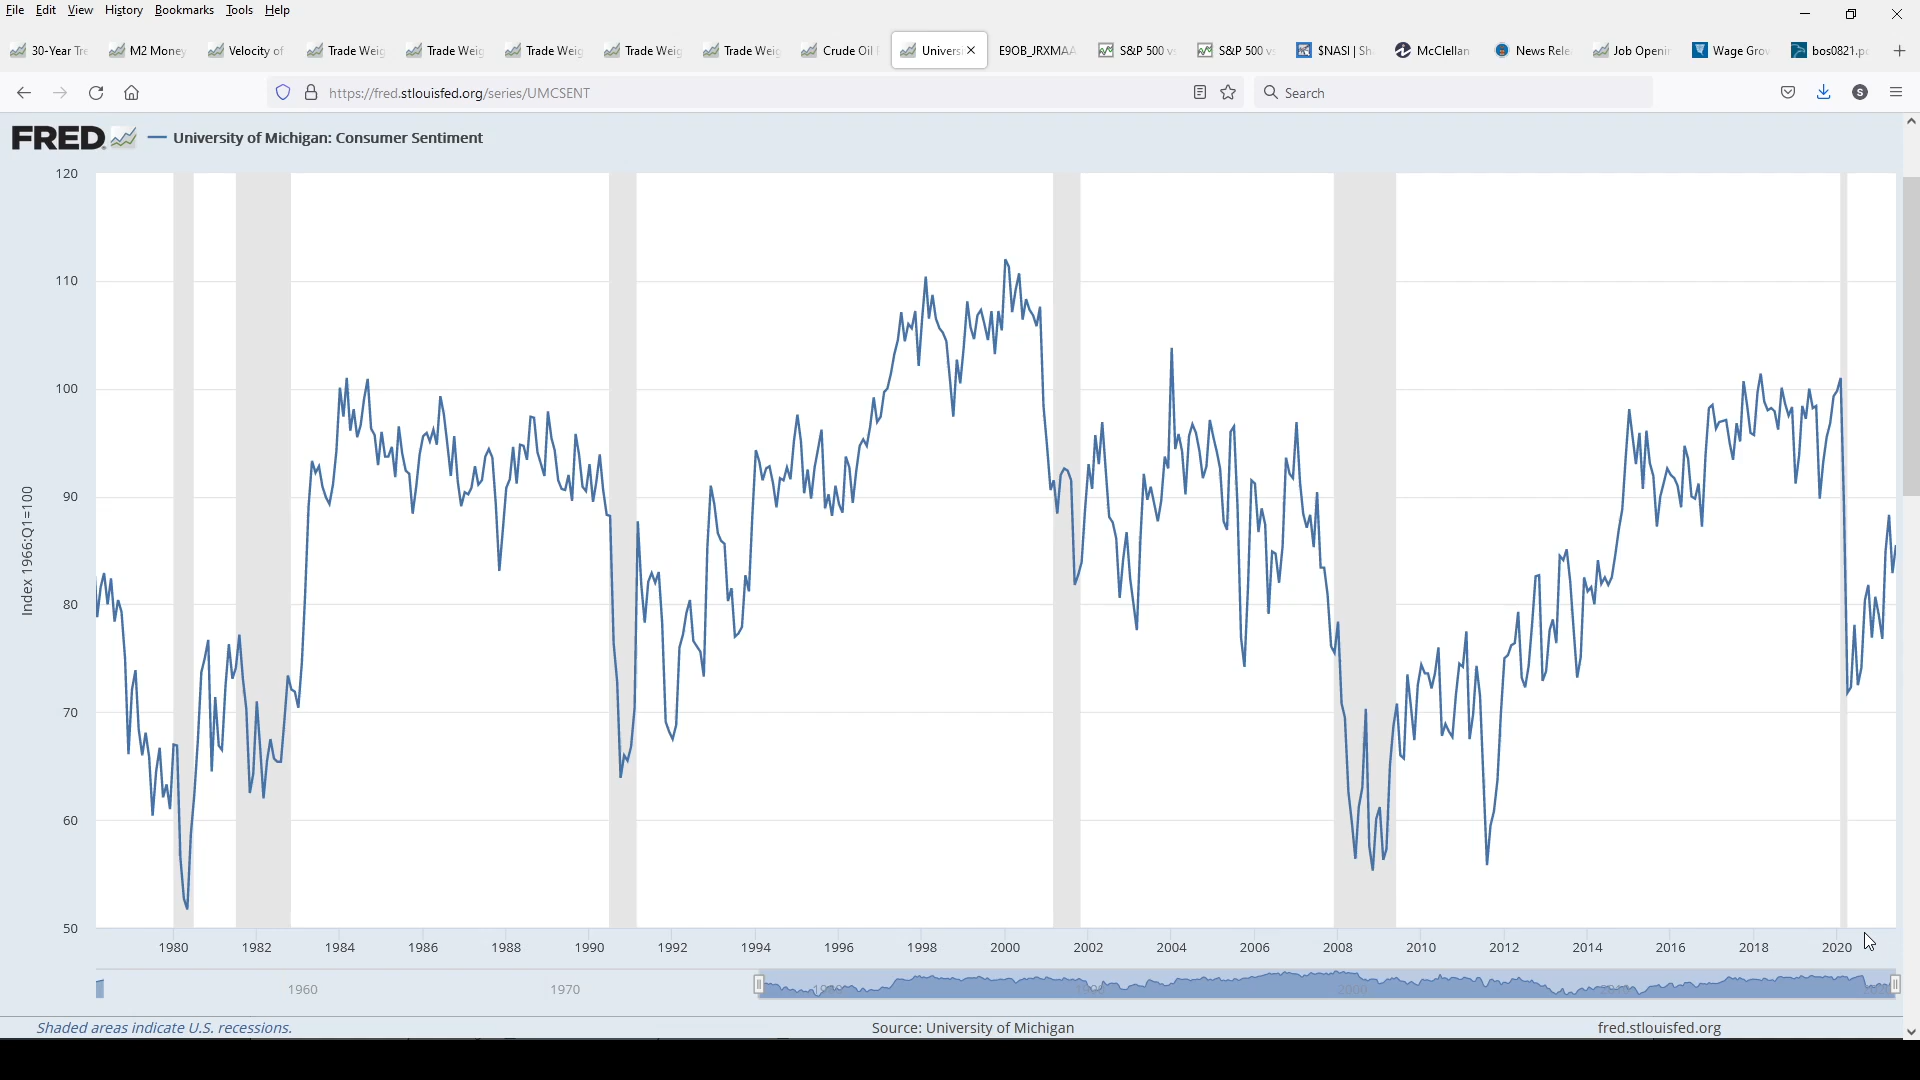 File Edit View History Bookmarks Tools Help
30-Year Tre M2 Money Velocity of Trade Weig Trade Weig Trade Weig Trade Weig Trade Weig Crude Oil Univers E9OB_JRXMAA S&P 500 v S&P 500 v $NASI | Sh McClellan News Rele Job Openin Wage Grov bos0821.p
https://fred.stlouisfed.org/series/UMCSENT Search S
FRED University of Michigan: Consumer Sentiment
120
110
100
90
80
70
60
50
Index 1966:Q1=100
1980 1982 1984 1986 1988 1990 1992 1994 1996 1998 2000 2002 2004 2006 2008 2010 2012 2014 2016 2018 2020
1960 1970 2000
Shaded areas indicate U.S. recessions. Source: University of Michigan fred.stlouisfed.org